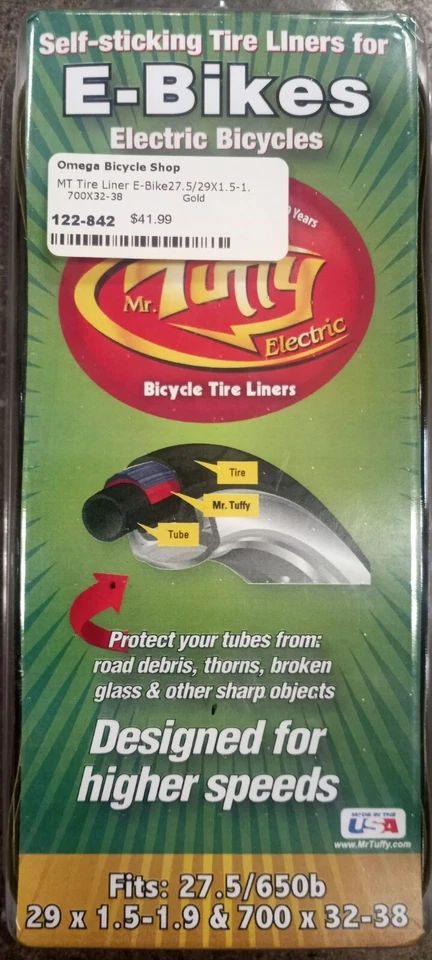 Self-sticking Tire LIners for
E-Bikes
Electric Bicycles
Omega Bicycle Shop
MT Tire Liner E-Bike27.5/29X1.5-1.
700X32-38 Gold
122-842 $41.99
Years
Mr. Tuffy
Electric
Bicycle Tire Liners
Tire
Mr. Tuffy
Tube
Protect your tubes from:
road debris, thorns, broken
glass & other sharp objects
Designed for
higher speeds
MADE IN THE
USA
www.MrTuffy.com
Fits: 27.5/650b
29 x 1.5-1.9 & 700 x 32-38